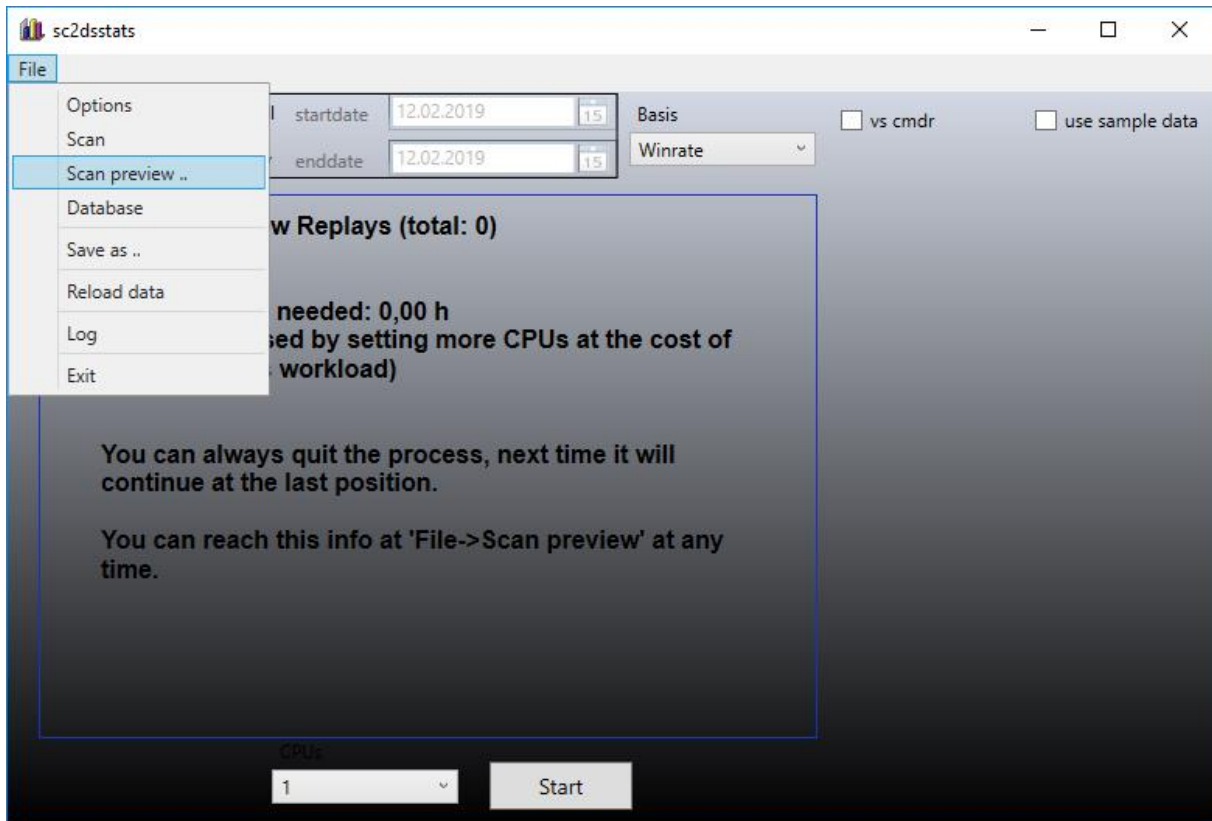 sc2dsstats
File
Options
Scan
Scan preview ..
Database
Save as ..
Reload data
Log
Exit
startdate 12.02.2019 15
enddate 12.02.2019 15
Basis
Winrate
vs cmdr
use sample data
w Replays (total: 0)
needed: 0,00 h
sed by setting more CPUs at the cost of
workload)
You can always quit the process, next time it will
continue at the last position.
You can reach this info at 'File->Scan preview' at any
time.
CPUs
1
Start